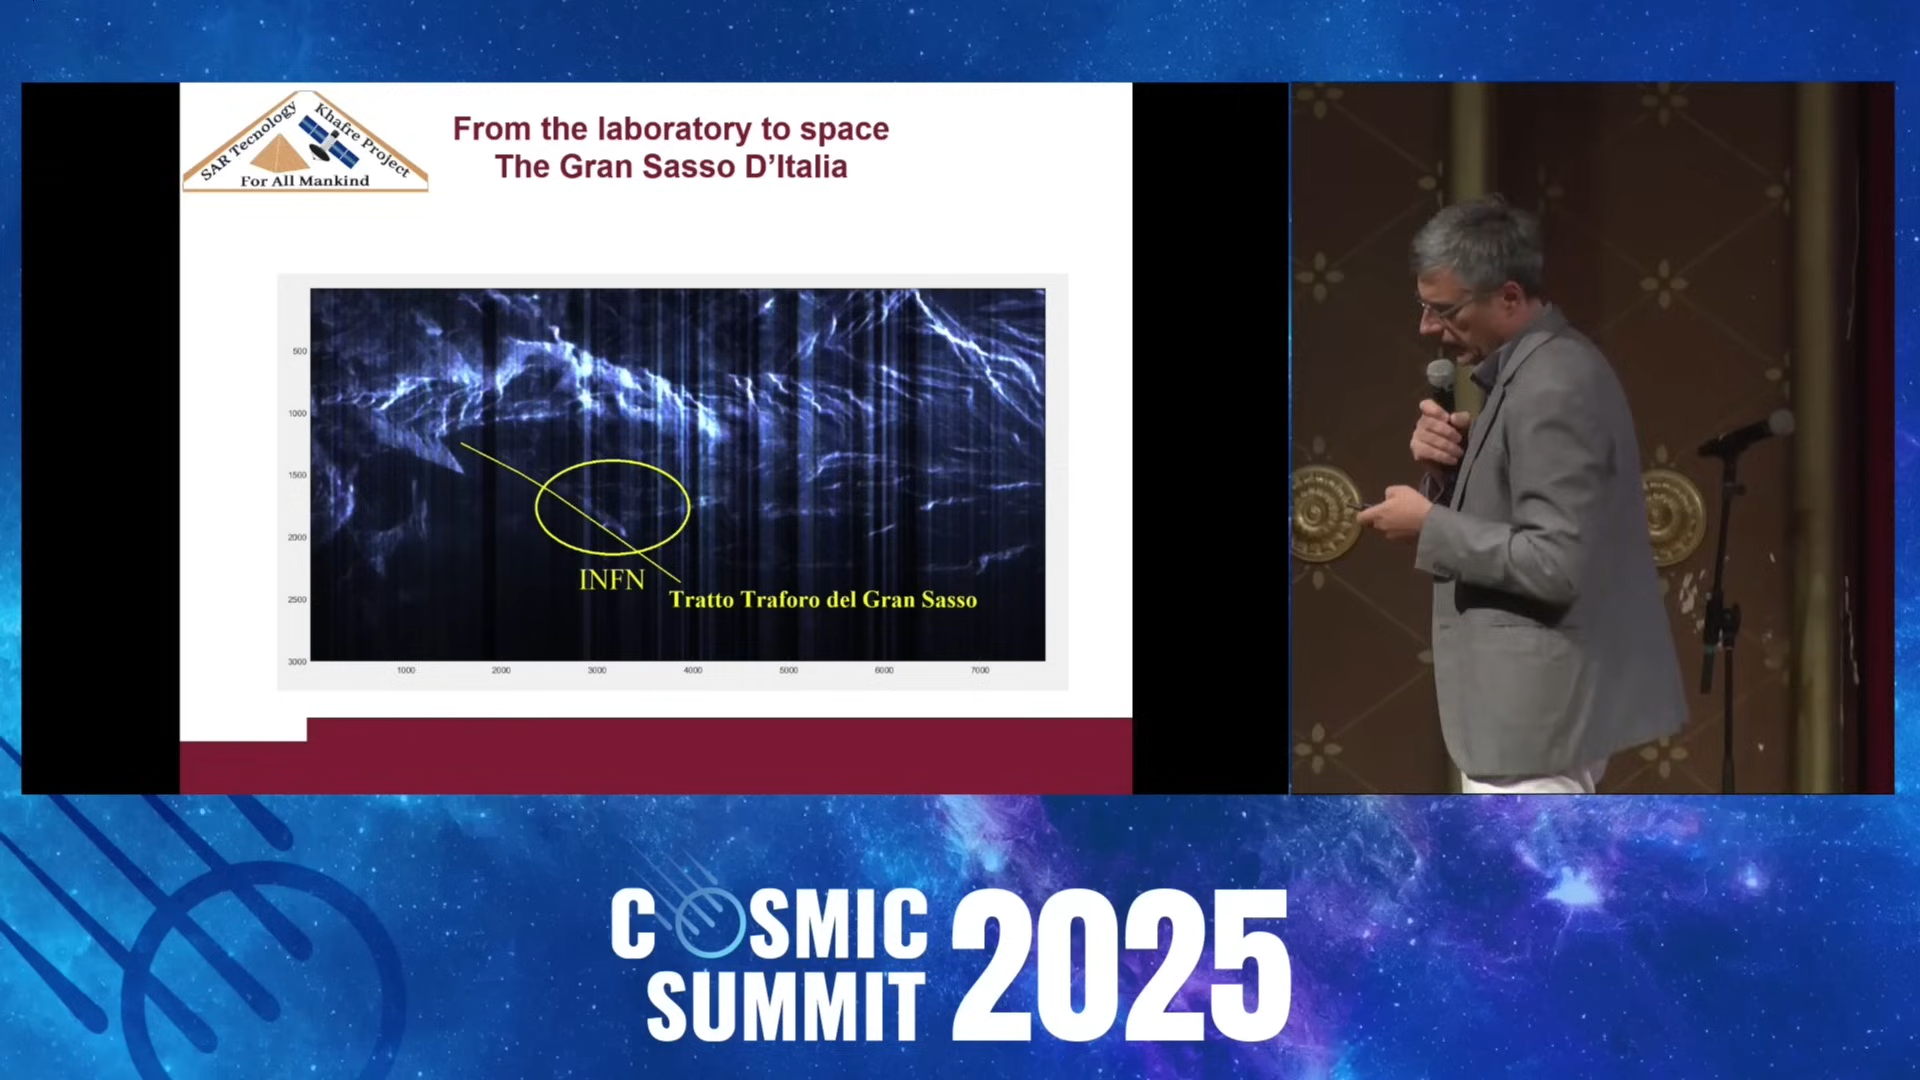 SAR Tecnology
Khafre Project
For All Mankind
From the laboratory to space
The Gran Sasso D’Italia
500
1000
1500
2000
2500
3000
INFN
Tratto Traforo del Gran Sasso
1000 2000 3000 4000 5000 6000 7000
COSMIC
SUMMIT
2025